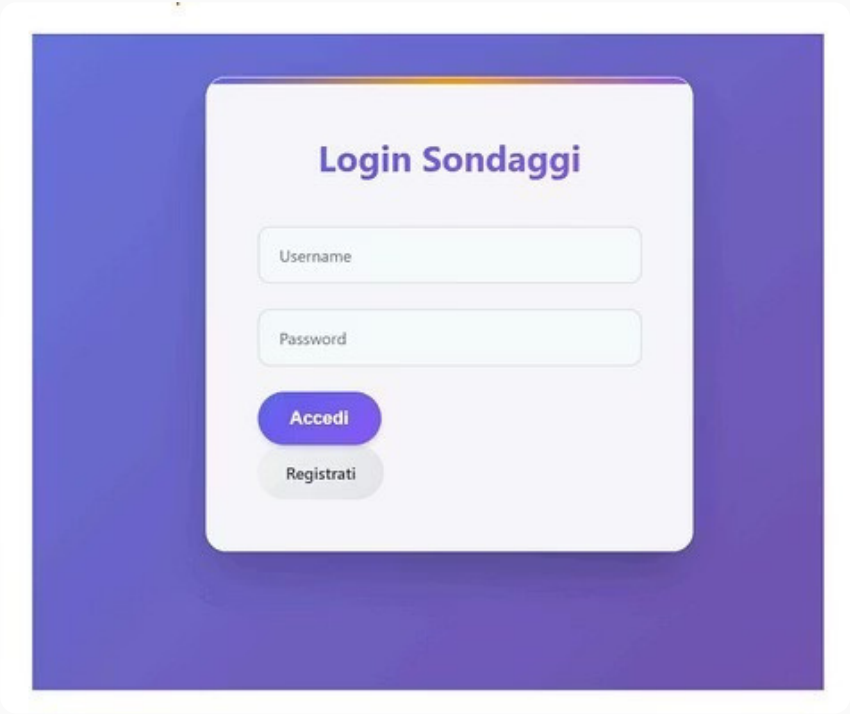 Login Sondaggi
Username
Password
Accedi
Registrati